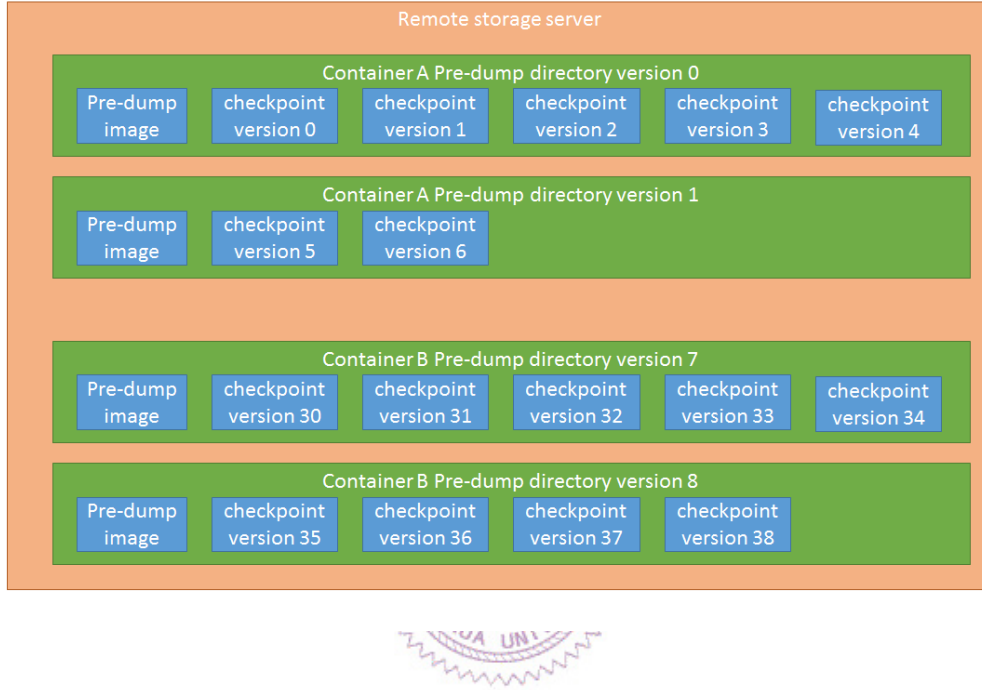 Remote storage server
Container A Pre-dump directory version 0
Pre-dump
image
checkpoint
version 0
checkpoint
version 1
checkpoint
version 2
checkpoint
version 3
checkpoint
version 4
Container A Pre-dump directory version 1
Pre-dump
image
checkpoint
version 5
checkpoint
version 6
Container B Pre-dump directory version 7
Pre-dump
image
checkpoint
version 30
checkpoint
version 31
checkpoint
version 32
checkpoint
version 33
checkpoint
version 34
Container B Pre-dump directory version 8
Pre-dump
image
checkpoint
version 35
checkpoint
version 36
checkpoint
version 37
checkpoint
version 38